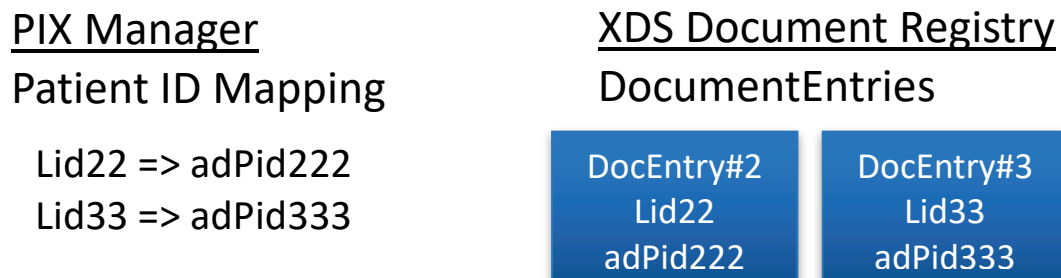 PIX Manager
Patient ID Mapping
Lid22 => adPid222
Lid33 => adPid333
XDS Document Registry
DocumentEntries
DocEntry#2
Lid22
adPid222
DocEntry#3
Lid33
adPid333